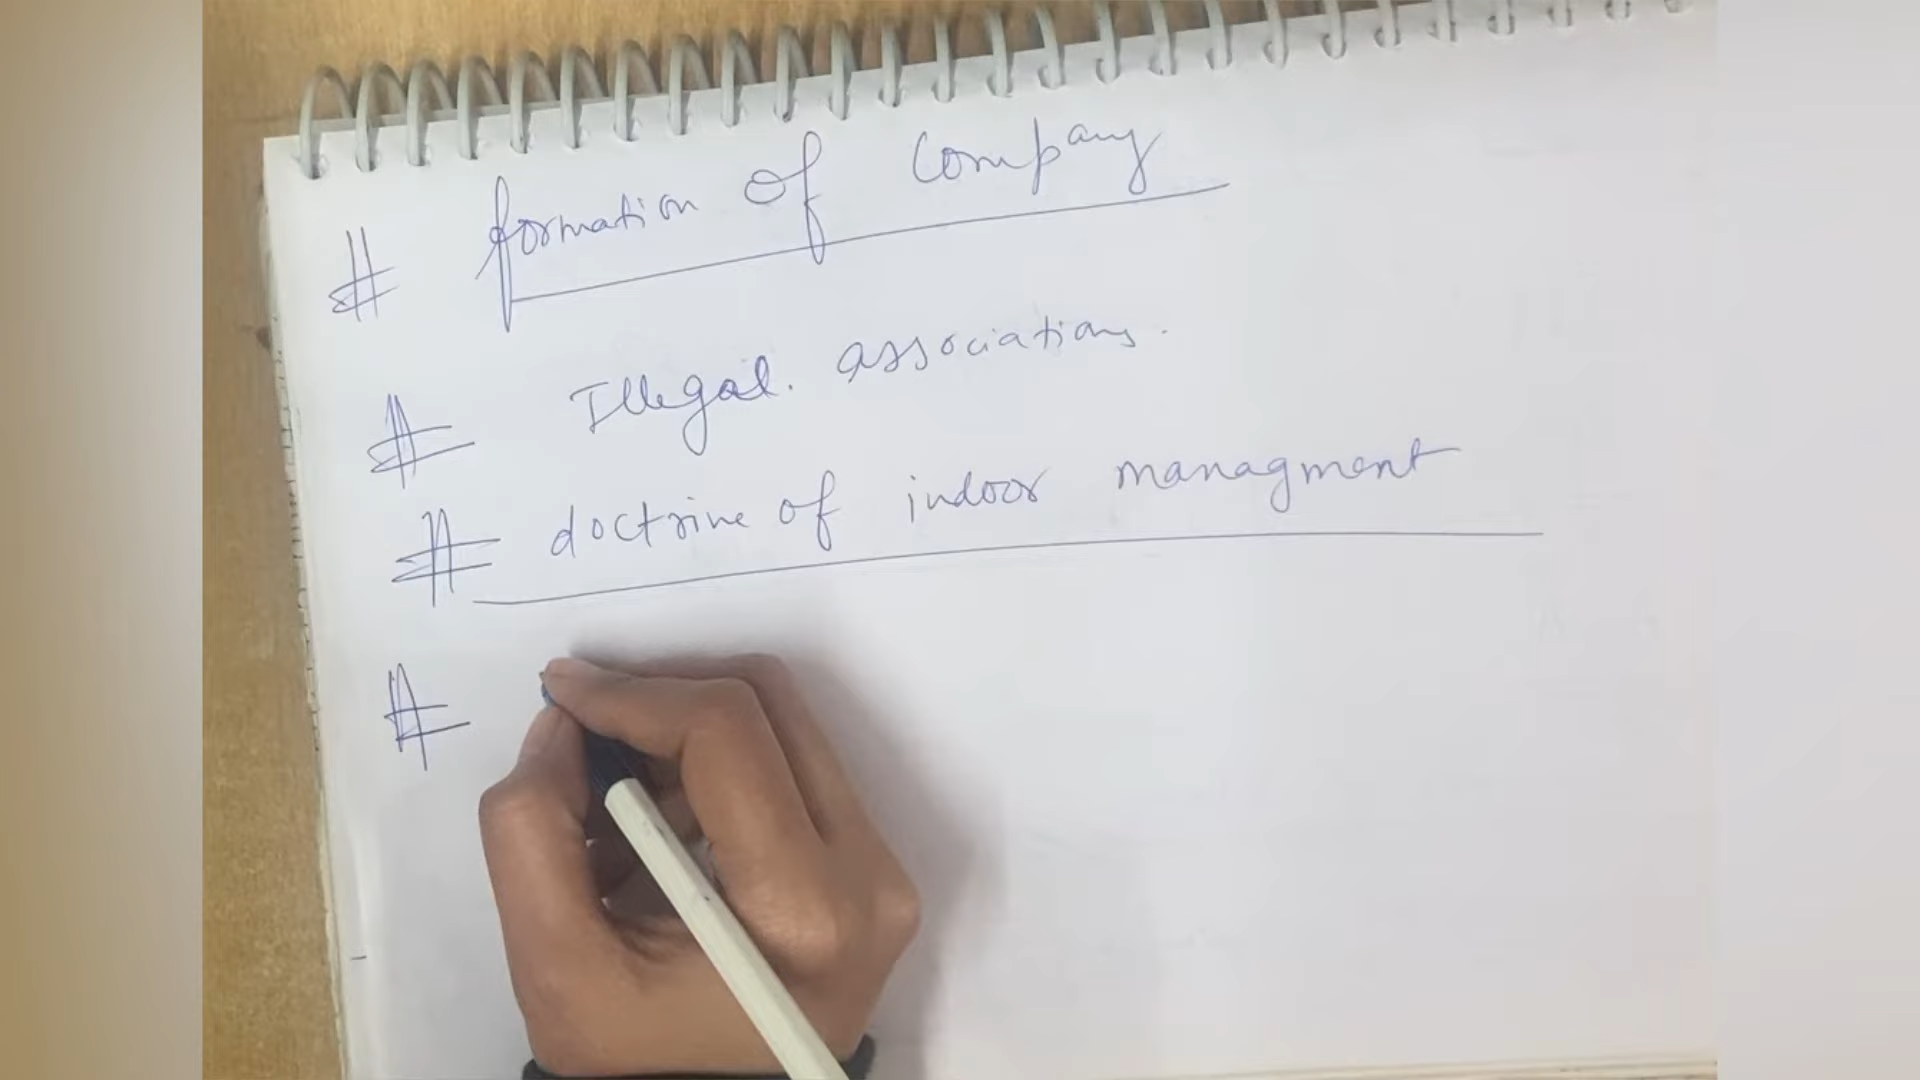 # formation of Company
# Illegal. associations.
# doctrine of indoor managment
#